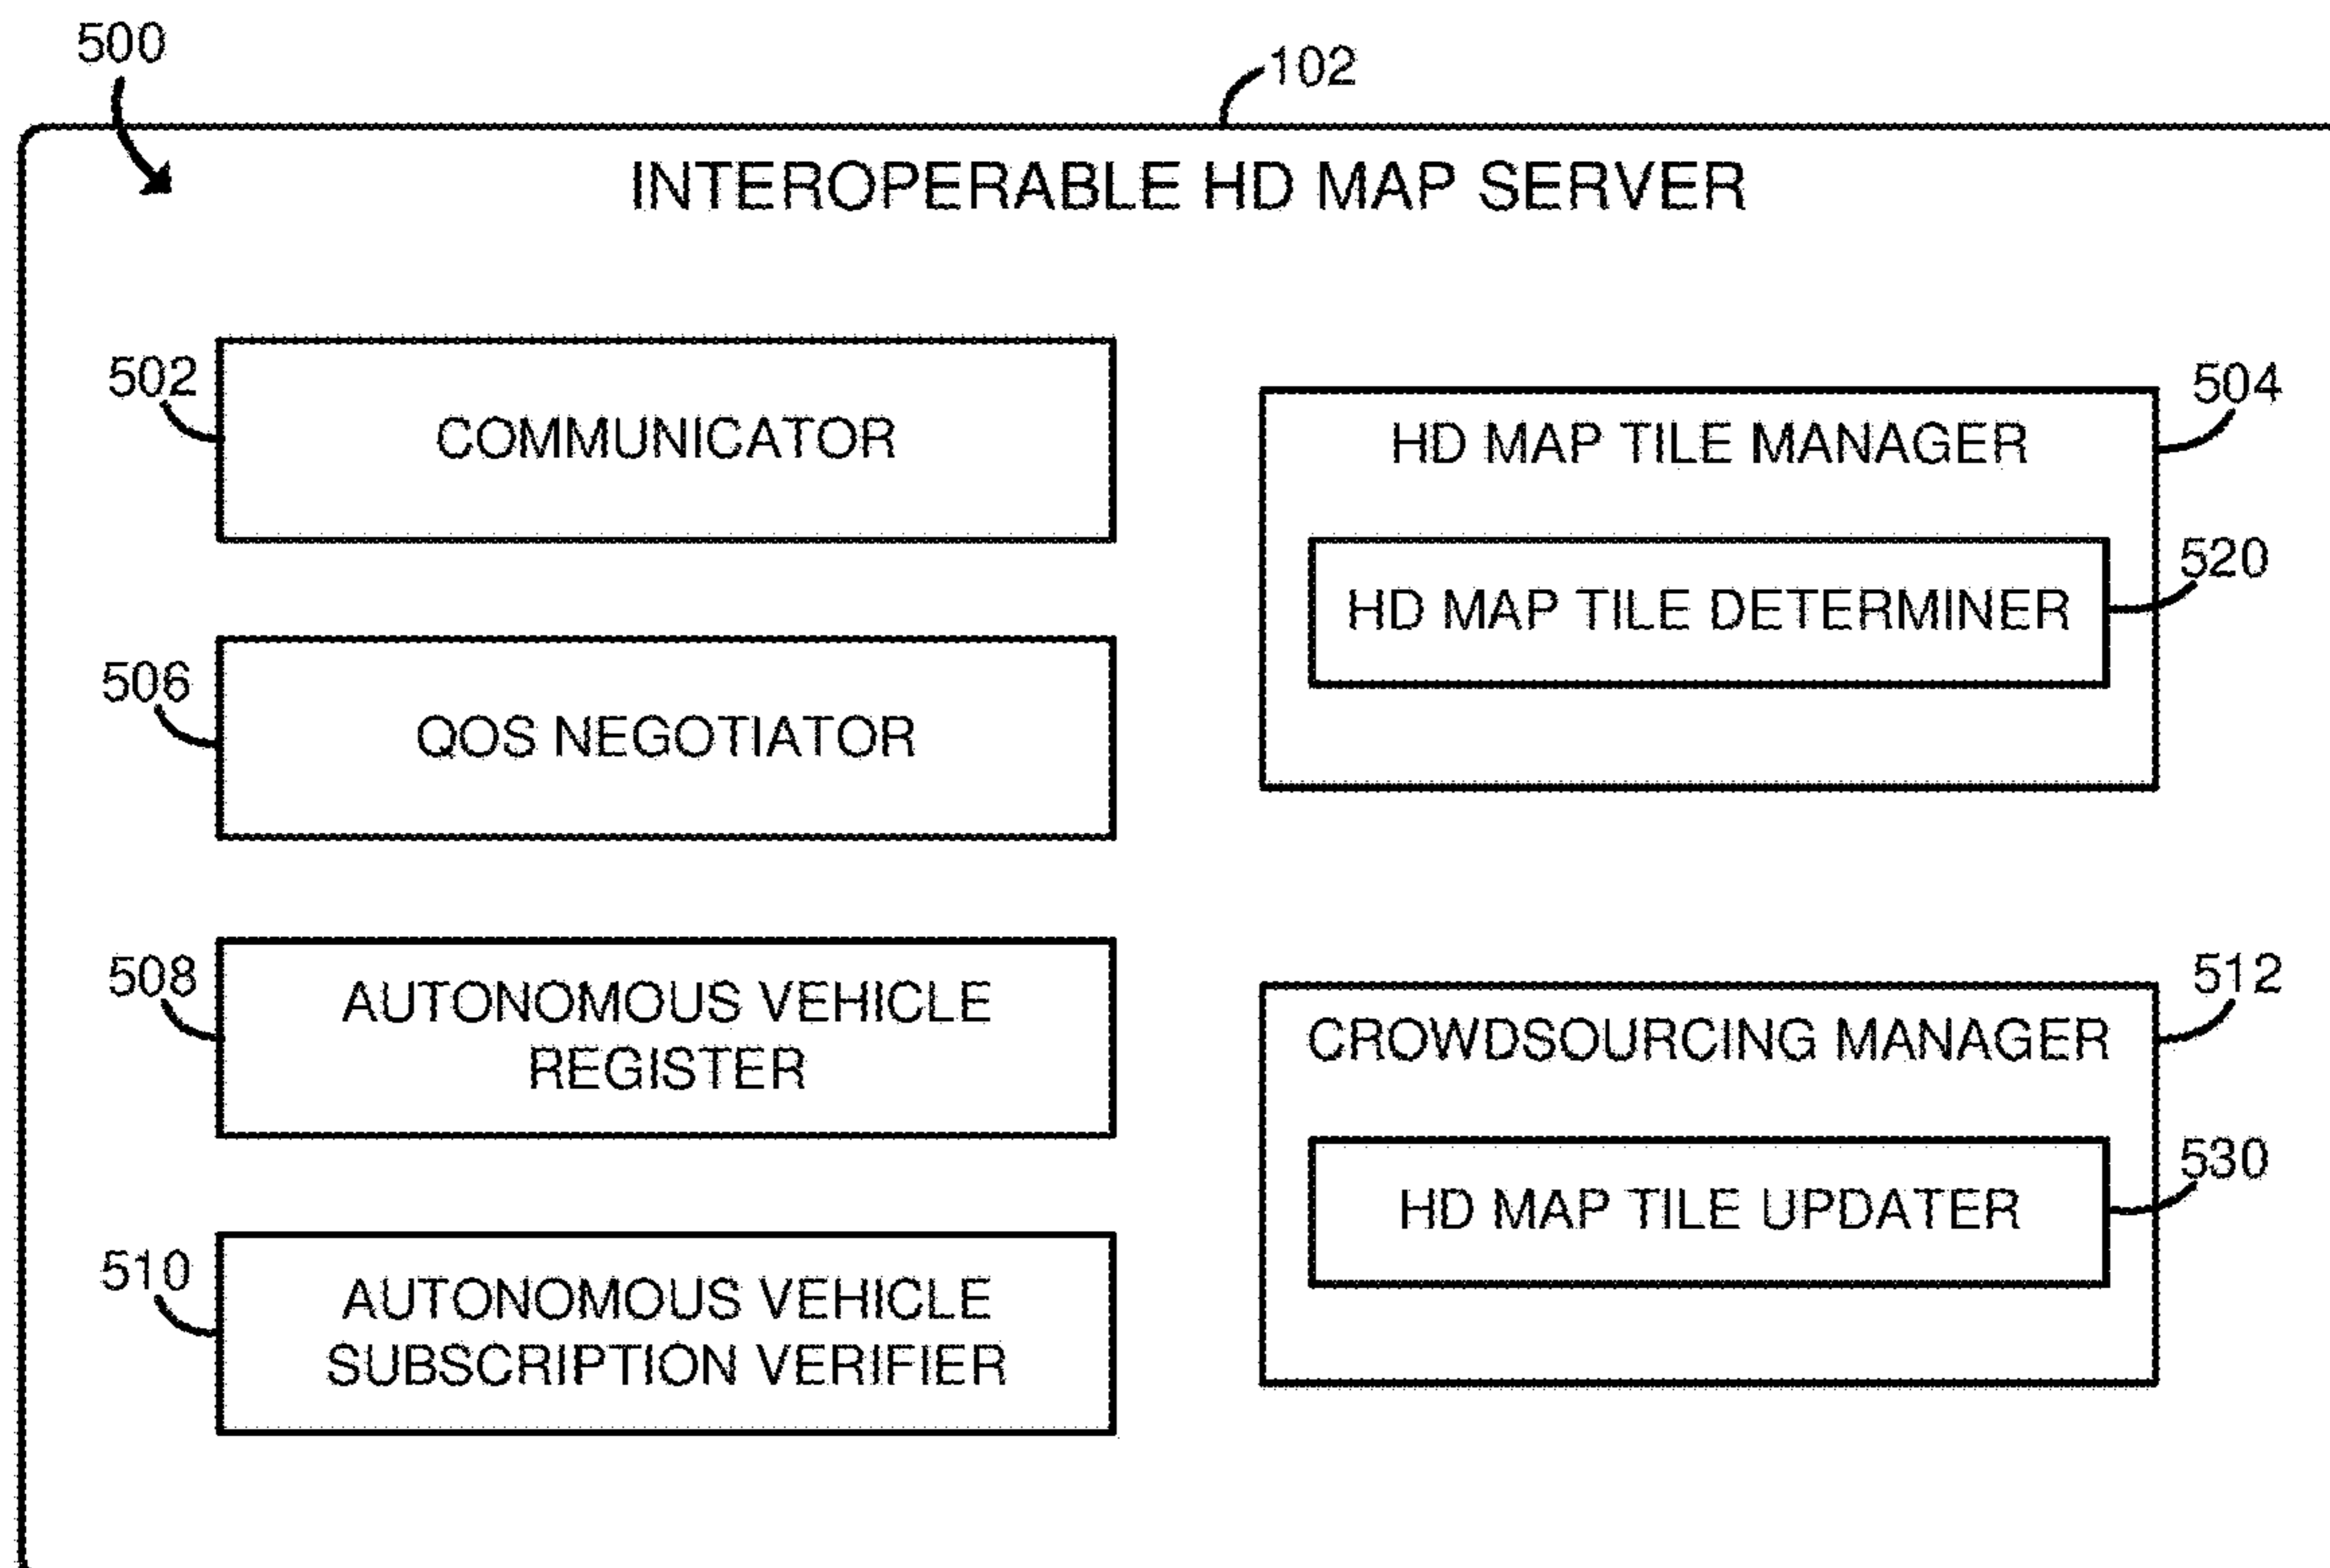 500
102
INTEROPERABLE HD MAP SERVER
502
COMMUNICATOR
504
HD MAP TILE MANAGER
520
HD MAP TILE DETERMINER
506
QOS NEGOTIATOR
508
AUTONOMOUS VEHICLE
REGISTER
512
CROWDSOURCING MANAGER
530
HD MAP TILE UPDATER
510
AUTONOMOUS VEHICLE
SUBSCRIPTION VERIFIER